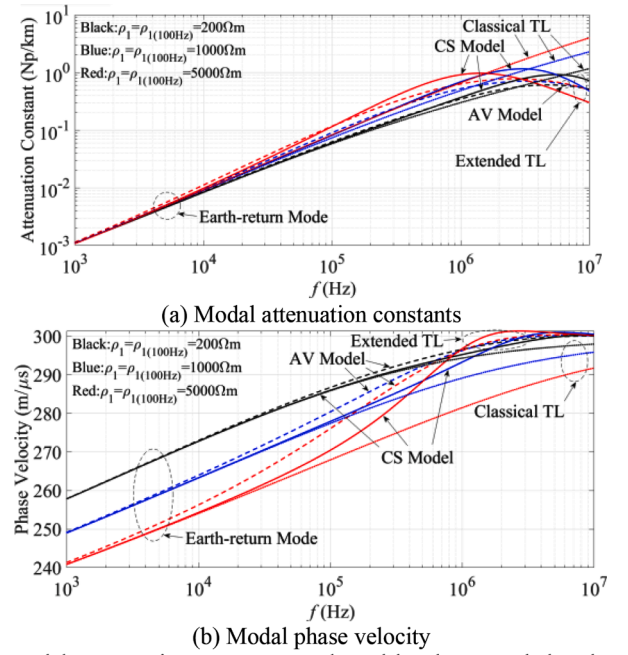 10^1
10^0
10^-1
10^-2
10^-3
Attenuation Constant (Np/km)
Black:ρ1=ρ1(100Hz)=200Ωm
Blue:ρ1=ρ1(100Hz)=1000Ωm
Red:ρ1=ρ1(100Hz)=5000Ωm
Classical TL
CS Model
AV Model
Extended TL
Earth-return Mode
10^3 10^4 10^5 10^6 10^7
f (Hz)
(a) Modal attenuation constants
300
290
280
270
260
250
240
Phase Velocity (m/μs)
Black:ρ1=ρ1(100Hz)=200Ωm
Blue:ρ1=ρ1(100Hz)=1000Ωm
Red:ρ1=ρ1(100Hz)=5000Ωm
Extended TL
AV Model
Classical TL
CS Model
Earth-return Mode
10^3 10^4 10^5 10^6 10^7
f (Hz)
(b) Modal phase velocity